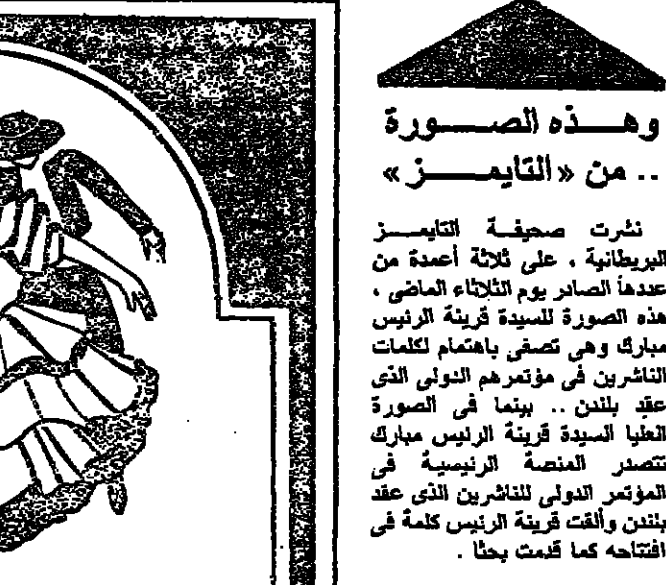 وهـــذه الصـــورة
.. من «التايمـــز»
نشرت صحيفة التايمــز
البريطانية ، على ثلاثة أعمدة من
عددها الصادر يوم الثلاثاء الماضى ،
هذه الصورة للسيدة قرينة الرئيس
مبارك وهى تصغى باهتمام لكلمات
الناشرين فى مؤتمرهم الدولى الذى
عقد بلندن .. بينما فى الصورة
العليا السيدة قرينة الرئيس مبارك
تتصدر المنصة الرئيسية فى
المؤتمر الدولى للناشرين الذى عقد
بلندن وألقت قرينة الرئيس كلمة فى
افتتاحه كما قدمت بحثا .